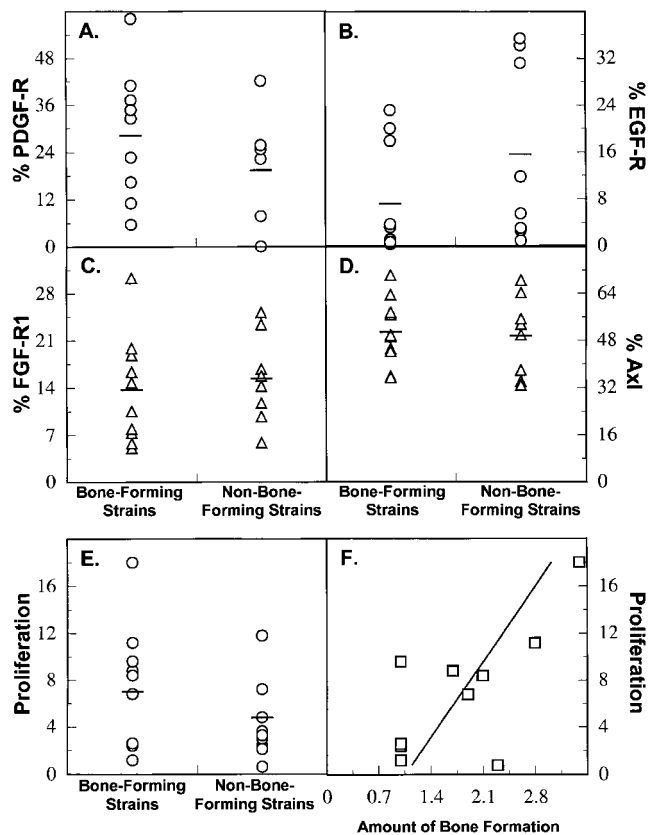 A.
B.
48
36
24
12
0
% PDGF-R
32
24
16
8
0
% EGF-R
C.
D.
28
21
14
7
0
% FGF-R1
64
48
32
16
0
% Axl
Bone-Forming
Strains
Non-Bone-
Forming Strains
Bone-Forming
Strains
Non-Bone-
Forming Strains
E.
F.
16
12
8
4
0
Proliferation
16
12
8
4
0
Proliferation
Bone-Forming
Strains
Non-Bone-
Forming Strains
0 0.7 1.4 2.1 2.8
Amount of Bone Formation